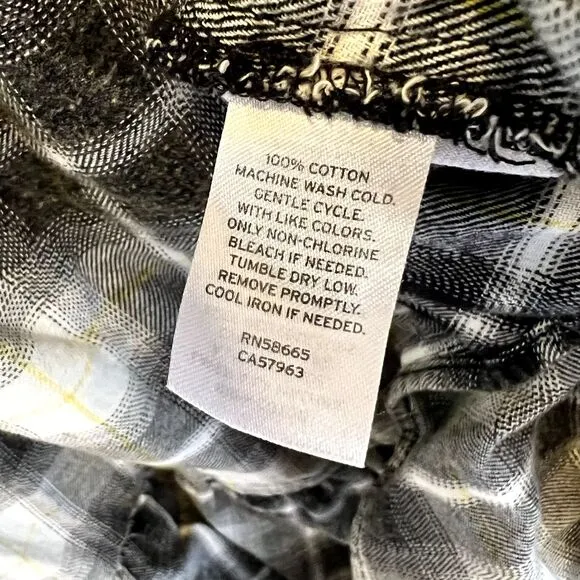 100% COTTON
MACHINE WASH COLD.
GENTLE CYCLE.
WITH LIKE COLORS.
ONLY NON-CHLORINE
BLEACH IF NEEDED.
TUMBLE DRY LOW.
REMOVE PROMPTLY.
COOL IRON IF NEEDED.
RN58665
CA57963